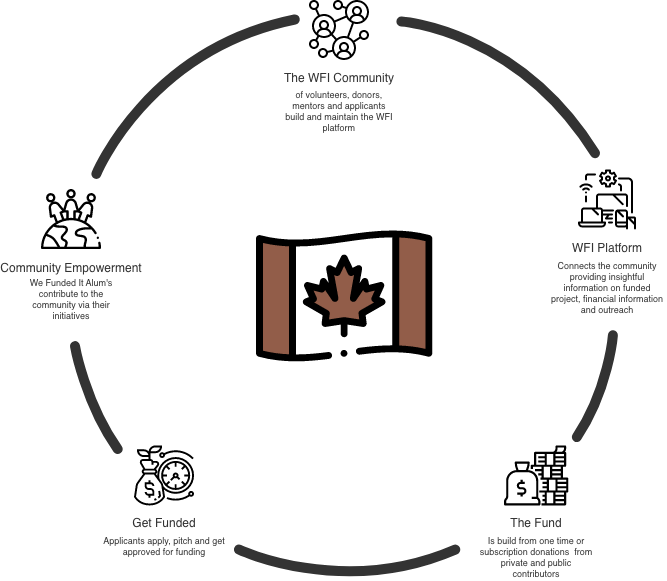 The WFI Community
of volunteers, donors,
mentors and applicants
build and maintain the WFI
platform
WFI Platform
Connects the community
providing insightful
information on funded
project, financial information
and outreach
The Fund
Is build from one time or
subscription donations from
private and public
contributors
Get Funded
Applicants apply, pitch and get
approved for funding
Community Empowerment
We Funded It Alum's
contribute to the
community via their
initiatives
$
$